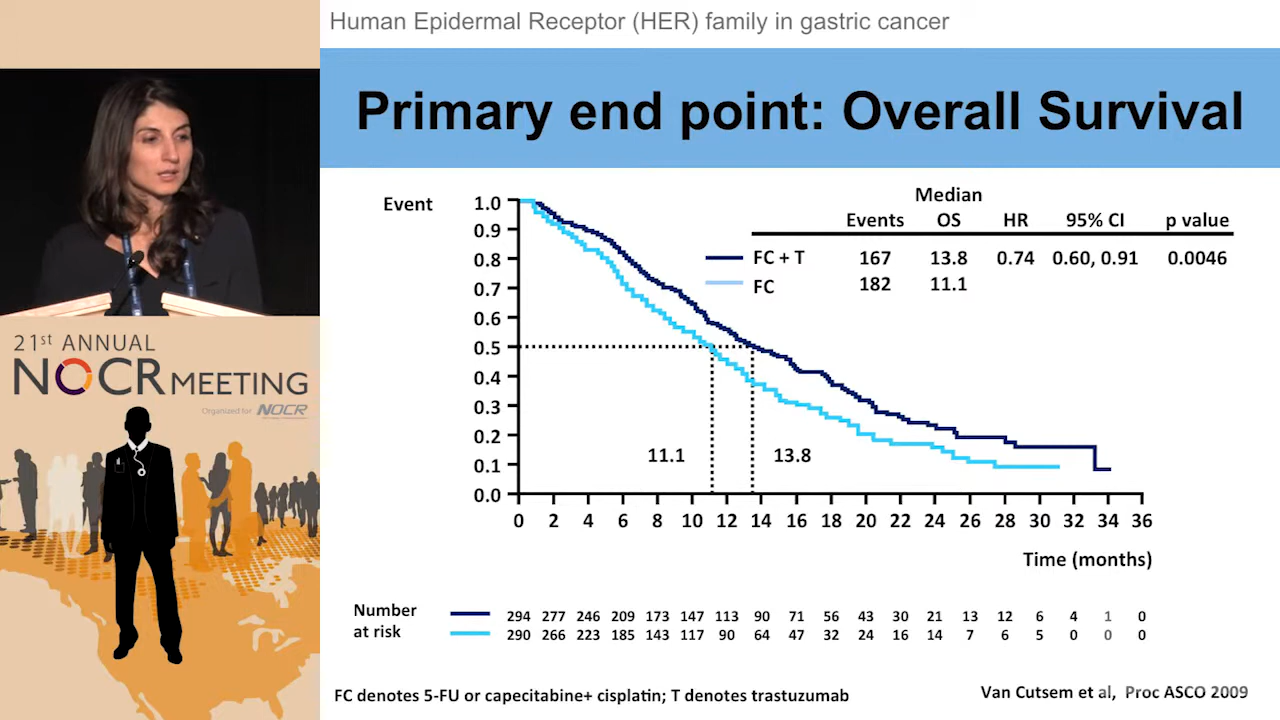 Human Epidermal Receptor (HER) family in gastric cancer
Primary end point: Overall Survival
Event
Median
Events OS HR 95% CI p value
FC + T 167 13.8 0.74 0.60, 0.91 0.0046
FC 182 11.1
1.0
0.9
0.8
0.7
0.6
0.5
0.4
0.3
0.2
0.1
0.0
11.1 13.8
0 2 4 6 8 10 12 14 16 18 20 22 24 26 28 30 32 34 36
Time (months)
Number
at risk
294 277 246 209 173 147 113 90 71 56 43 30 21 13 12 6 4 1 0
290 266 223 185 143 117 90 64 47 32 24 16 14 7 6 5 0 0 0
FC denotes 5-FU or capecitabine+ cisplatin; T denotes trastuzumab
Van Cutsem et al, Proc ASCO 2009
21st ANNUAL
NOCR MEETING
Organized for NOCR